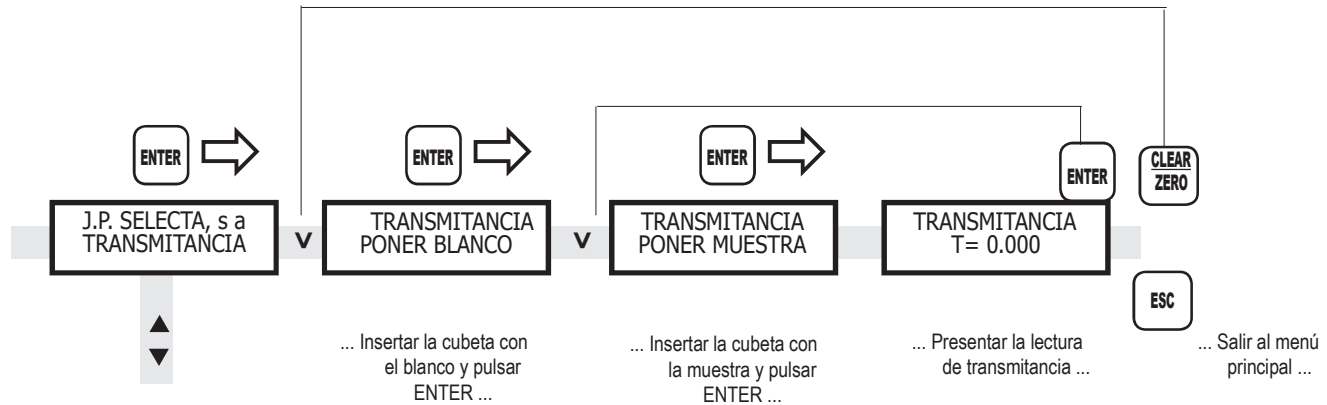 ENTER
ENTER
ENTER
ENTER
CLEAR
ZERO
J.P. SELECTA, s a
TRANSMITANCIA
V
TRANSMITANCIA
PONER BLANCO
V
TRANSMITANCIA
PONER MUESTRA
TRANSMITANCIA
T= 0.000
ESC
... Insertar la cubeta con
el blanco y pulsar
ENTER ...
... Insertar la cubeta con
la muestra y pulsar
ENTER ...
... Presentar la lectura
de transmitancia ...
... Salir al menú
principal ...